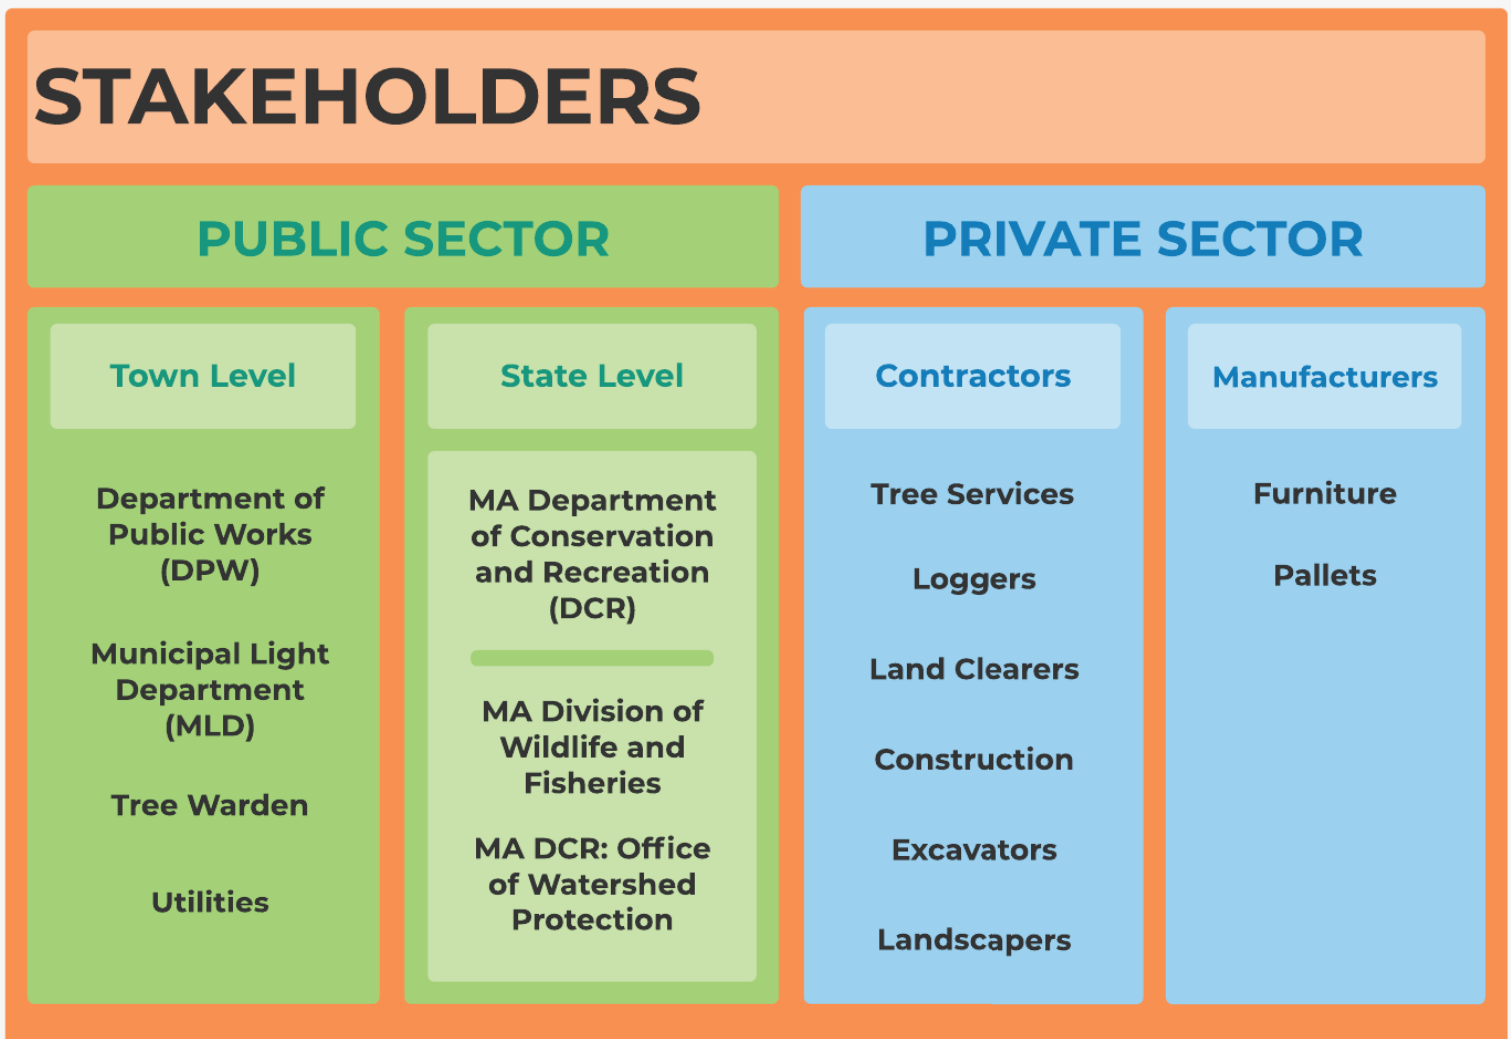 STAKEHOLDERS
PUBLIC SECTOR
Town Level
Department of
Public Works
(DPW)
Municipal Light
Department
(MLD)
Tree Warden
Utilities
State Level
MA Department
of Conservation
and Recreation
(DCR)
MA Division of
Wildlife and
Fisheries
MA DCR: Office
of Watershed
Protection
PRIVATE SECTOR
Contractors
Tree Services
Loggers
Land Clearers
Construction
Excavators
Landscapers
Manufacturers
Furniture
Pallets